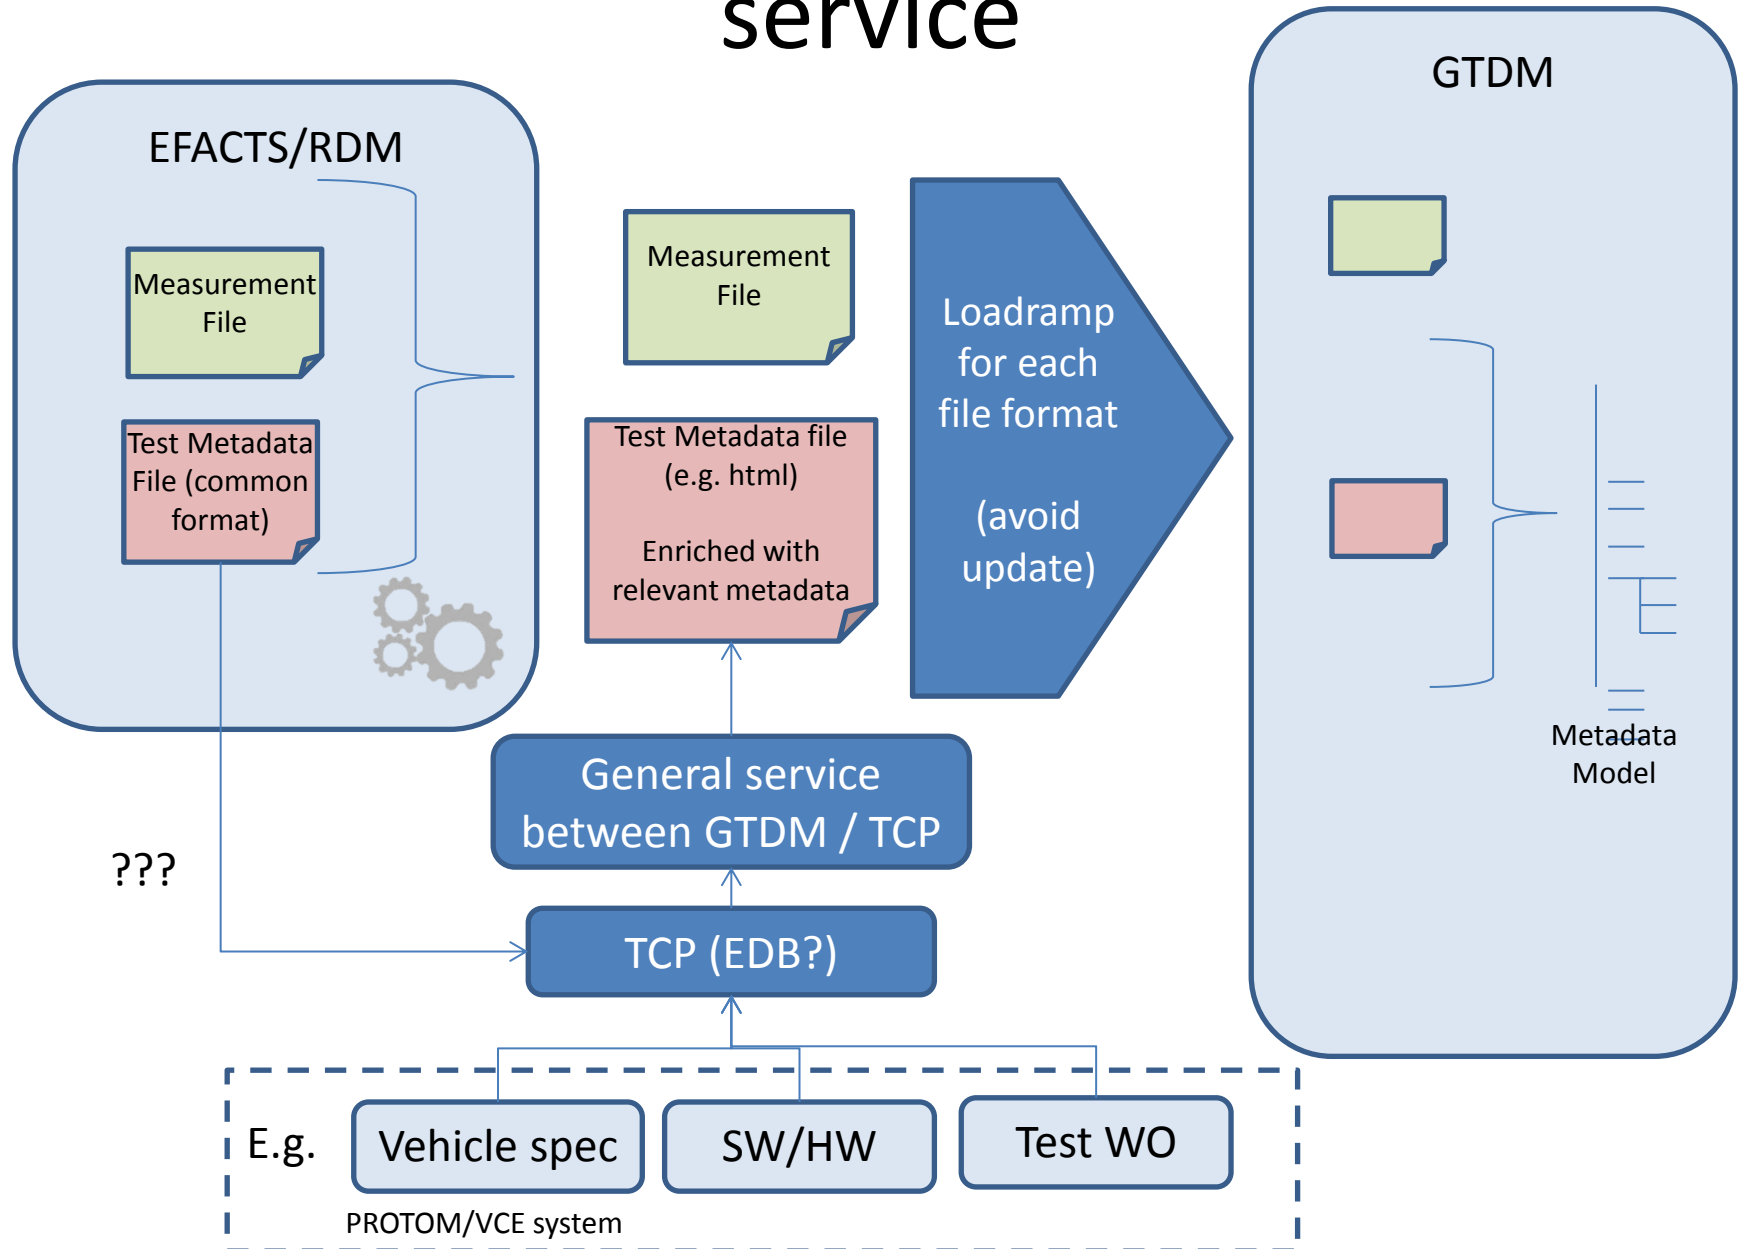 service
EFACTS/RDM
Measurement
File
Test Metadata
File (common
format)
Measurement
File
Test Metadata file
(e.g. html)
Enriched with
relevant metadata
Loadramp
for each
file format
(avoid
update)
GTDM
Metadata
Model
General service
between GTDM / TCP
???
TCP (EDB?)
E.g.
Vehicle spec
SW/HW
Test WO
PROTOM/VCE system